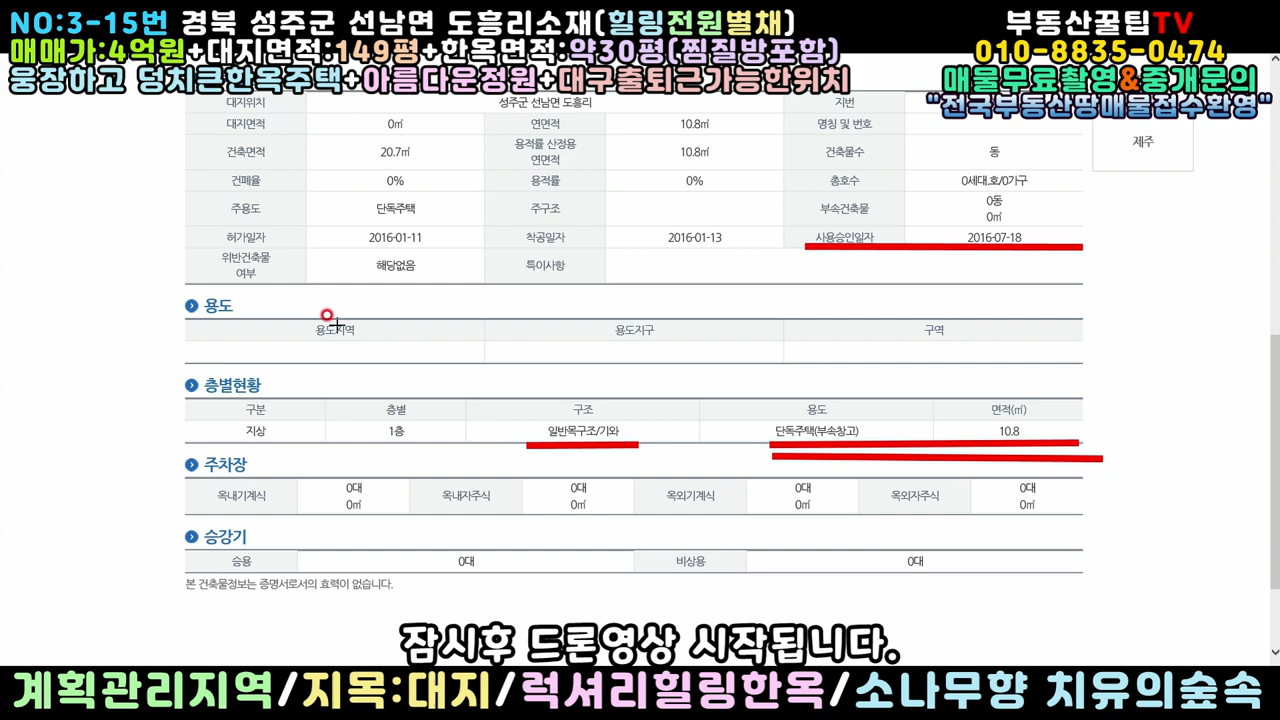 NO:3-15번 경북 성주군 선남면 도흥리소재(힐링전원별채)
부동산꿀팁TV
매매가:4억원+대지면적:149평+한옥면적:약30평(찜질방포함)
010-8835-0474
웅장하고 덩치큰한옥주택+아름다운정원+대구출퇴근가능한위치
매물무료촬영&중개문의
"전국부동산땅매물접수환영"
대지위치 성주군 선남면 도흥리 지번
대지면적 0㎡ 연면적 10.8㎡ 명칭 및 번호
제주
건축면적 20.7㎡ 용적률 산정용 연면적 10.8㎡ 건축물수 동
건폐율 0% 용적률 0% 총호수 0세대.호/0가구
주용도 단독주택 주구조 부속건축물 0동 0㎡
허가일자 2016-01-11 착공일자 2016-01-13 사용승인일자 2016-07-18
위반건축물 여부 해당없음 특이사항
용도
용도지역 용도지구 구역
층별현황
구분 층별 구조 용도 면적(㎡)
지상 1층 일반목구조/기와 단독주택(부속창고) 10.8
주차장
옥내기계식 0대 0㎡ 옥내자주식 0대 0㎡ 옥외기계식 0대 0㎡ 옥외자주식 0대 0㎡
승강기
승용 0대 비상용 0대
본 건축물정보는 증명서로서의 효력이 없습니다.
잠시후 드론영상 시작됩니다.
계획관리지역/지목:대지/럭셔리힐링한옥/소나무향 치유의숲속